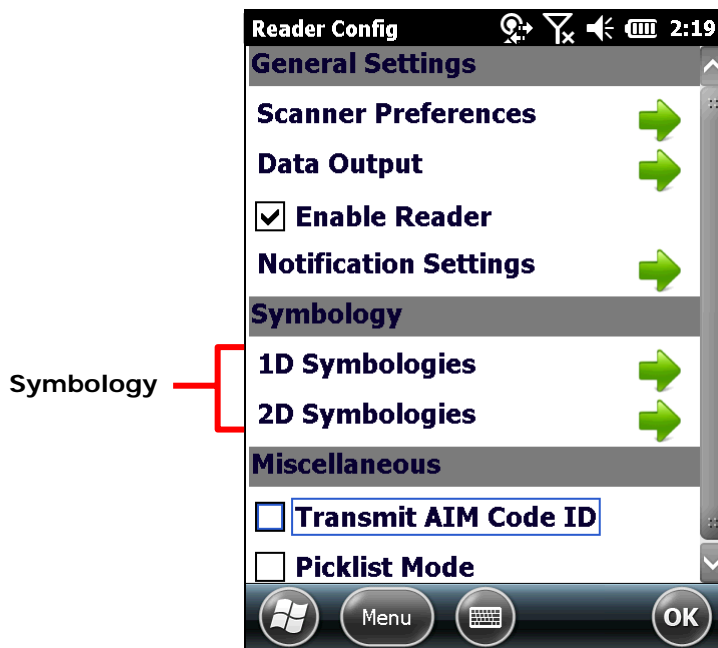 Reader Config 2:19
General Settings
Scanner Preferences
Data Output
Enable Reader
Notification Settings
Symbology
1D Symbologies
Symbology
2D Symbologies
Miscellaneous
Transmit AIM Code ID
Picklist Mode
Menu OK